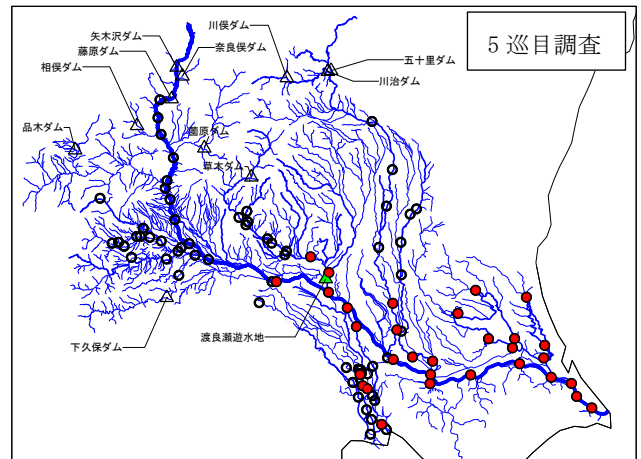 5巡目調査
矢木沢ダム
藤原ダム
奈良俣ダム
相俣ダム
川俣ダム
五十里ダム
川治ダム
品木ダム
薗原ダム
草木ダム
渡良瀬遊水地
下久保ダム